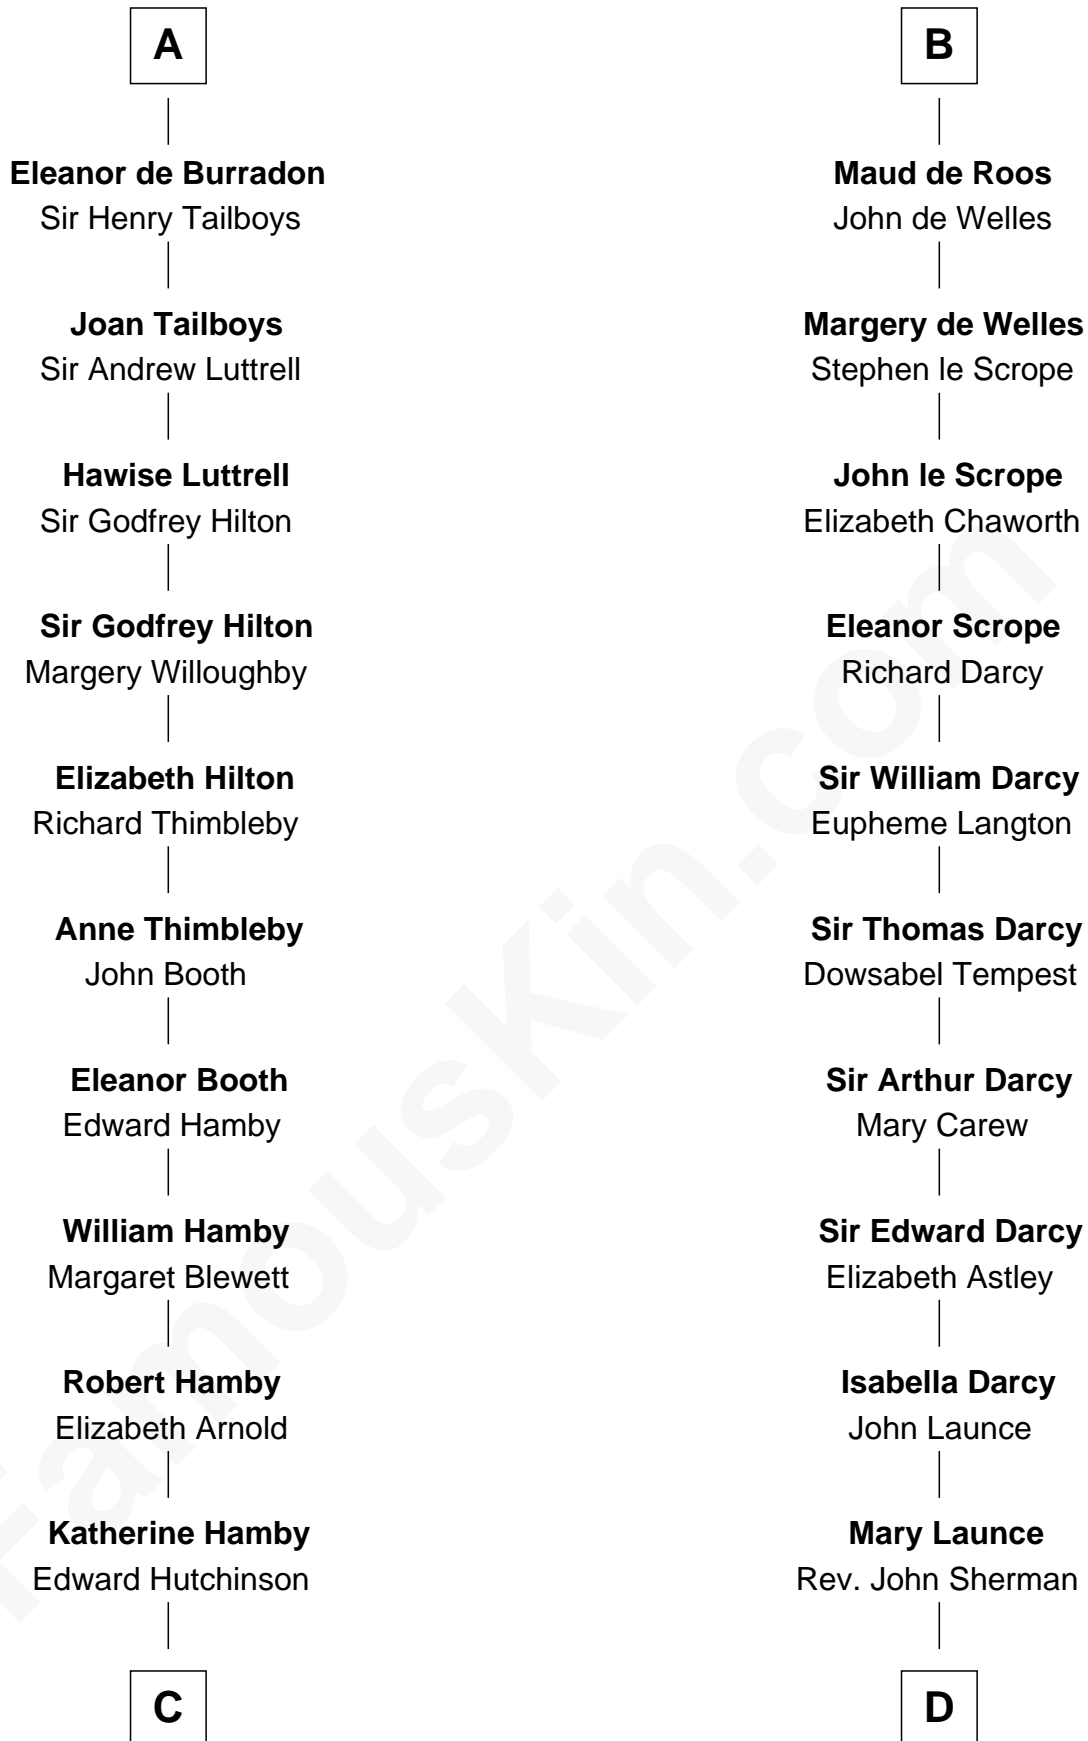 A
Eleanor de Burradon
Sir Henry Tailboys
Joan Tailboys
Sir Andrew Luttrell
Hawise Luttrell
Sir Godfrey Hilton
Sir Godfrey Hilton
Margery Willoughby
Elizabeth Hilton
Richard Thimbleby
Anne Thimbleby
John Booth
Eleanor Booth
Edward Hamby
William Hamby
Margaret Blewett
Robert Hamby
Elizabeth Arnold
Katherine Hamby
Edward Hutchinson
C
B
Maud de Roos
John de Welles
Margery de Welles
Stephen le Scrope
John le Scrope
Elizabeth Chaworth
Eleanor Scrope
Richard Darcy
Sir William Darcy
Eupheme Langton
Sir Thomas Darcy
Dowsabel Tempest
Sir Arthur Darcy
Mary Carew
Sir Edward Darcy
Elizabeth Astley
Isabella Darcy
John Launce
Mary Launce
Rev. John Sherman
D
FamousKin.com